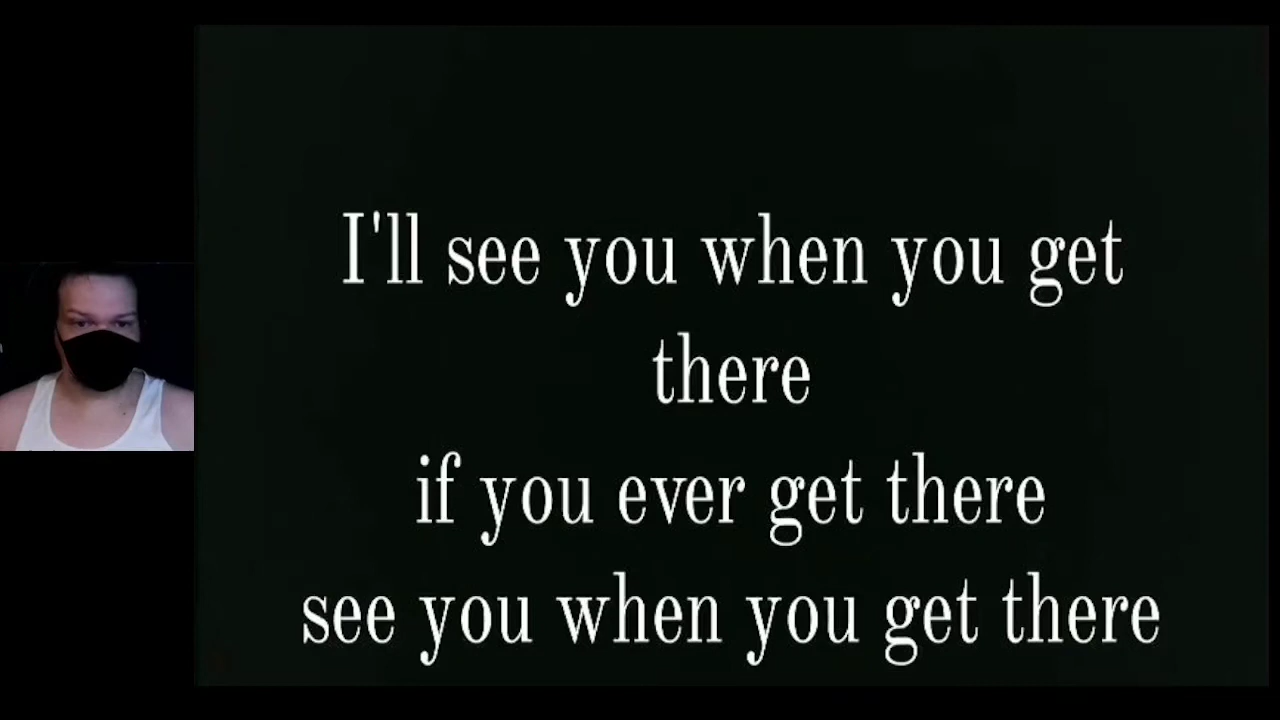 I'll see you when you get
there
if you ever get there
see you when you get there